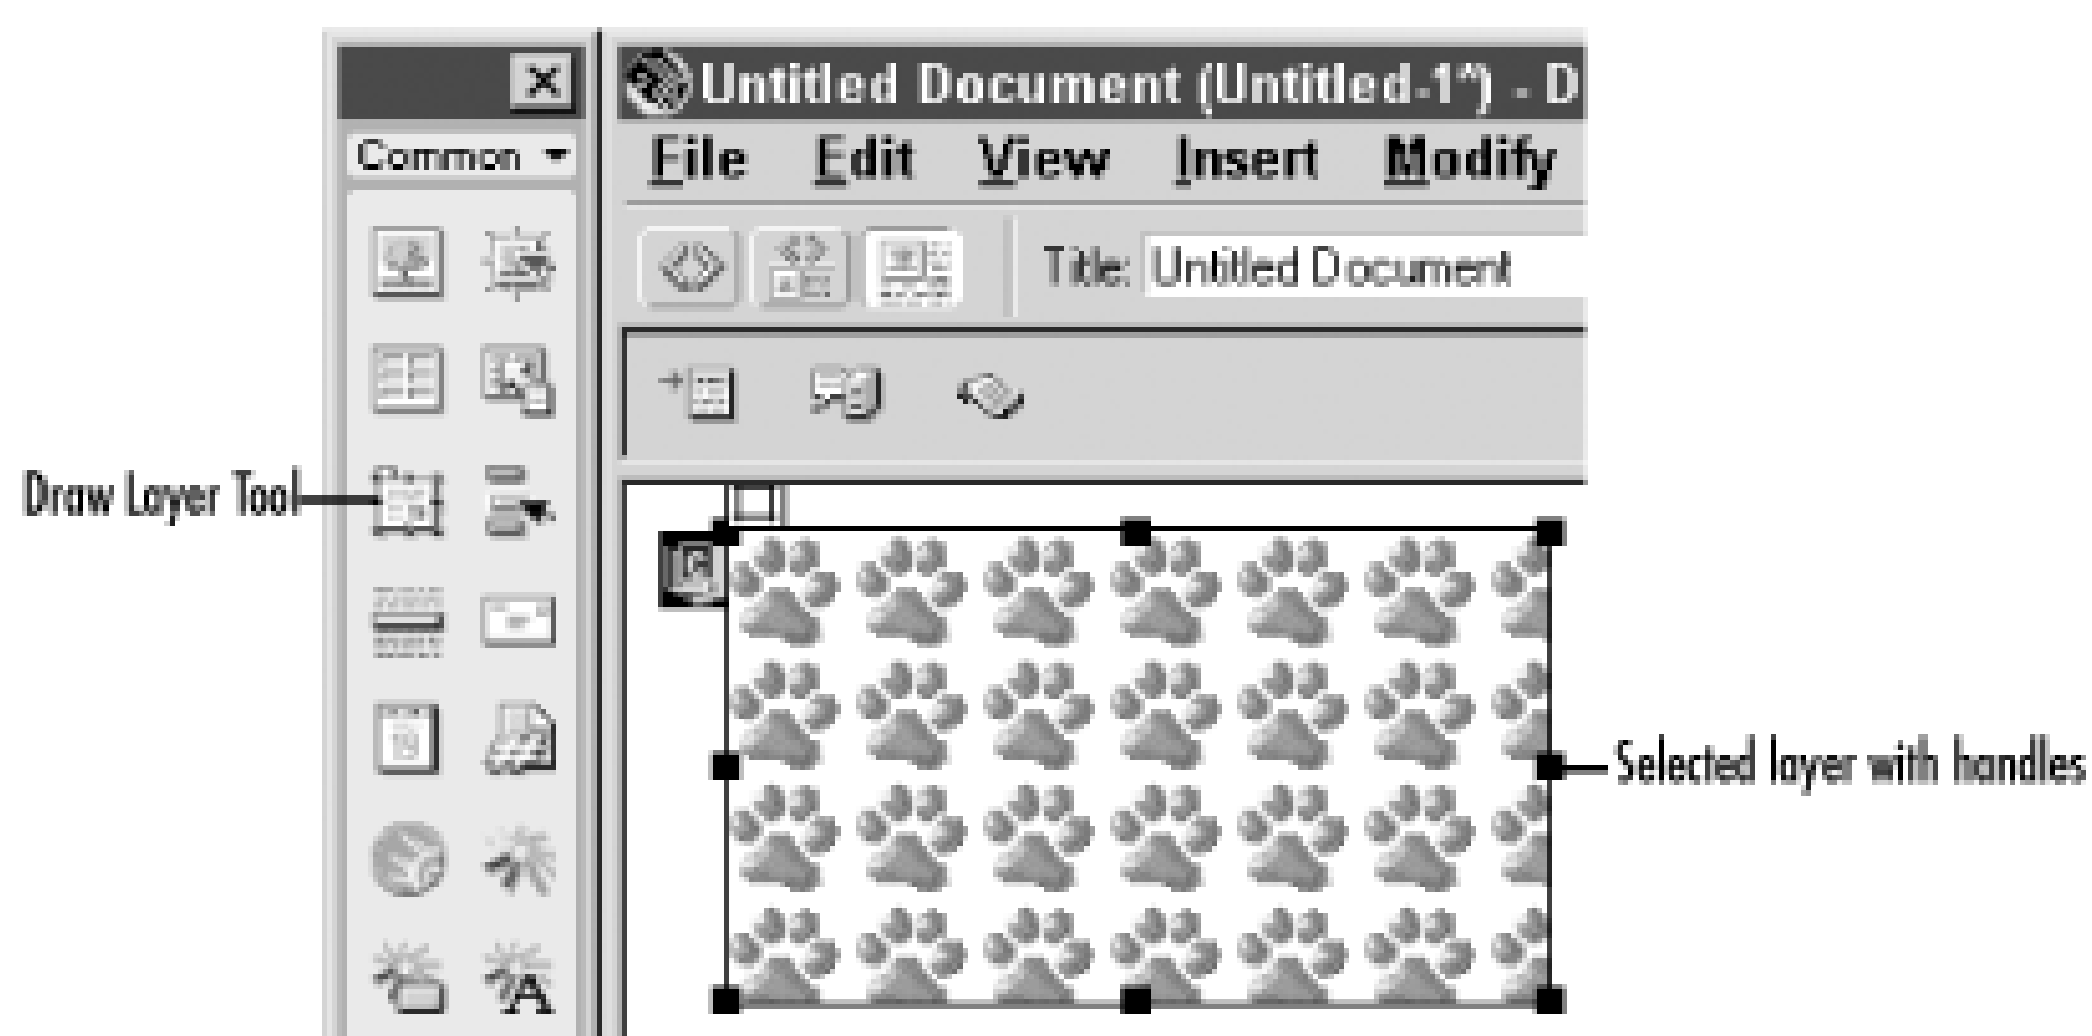 Untitled Document (Untitled-1*) - D
Common
File Edit View Insert Modify
Title: Untitled Document
Draw Layer Tool
Selected layer with handles
A